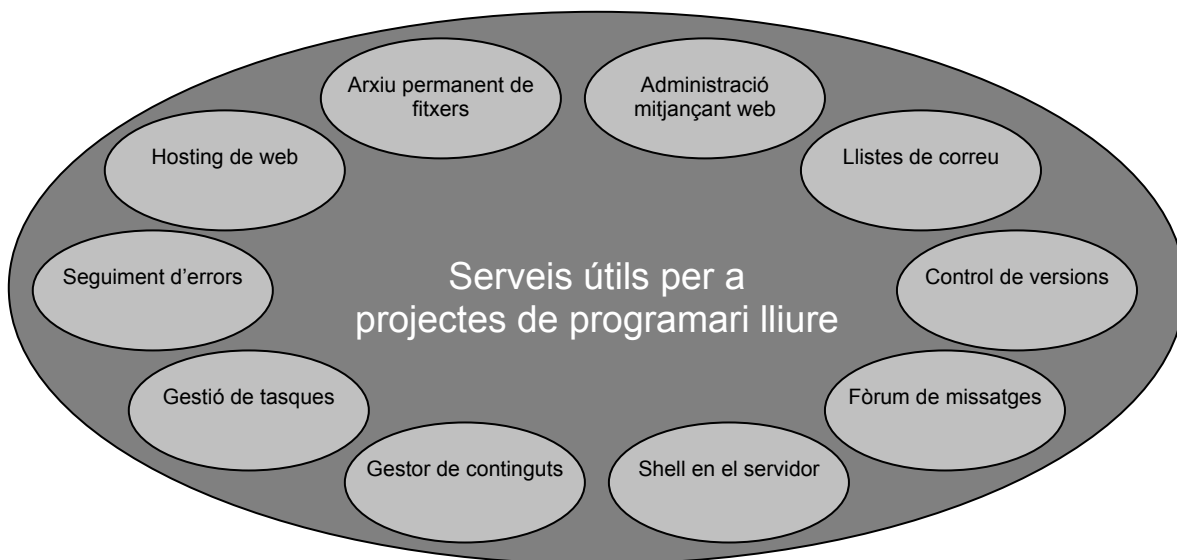 Arxiu permanent de
fitxers
Administració
mitjançant web
Hosting de web
Llistes de correu
Seguiment d’errors
Serveis útils per a
projectes de programari lliure
Control de versions
Gestió de tasques
Fòrum de missatges
Gestor de continguts
Shell en el servidor